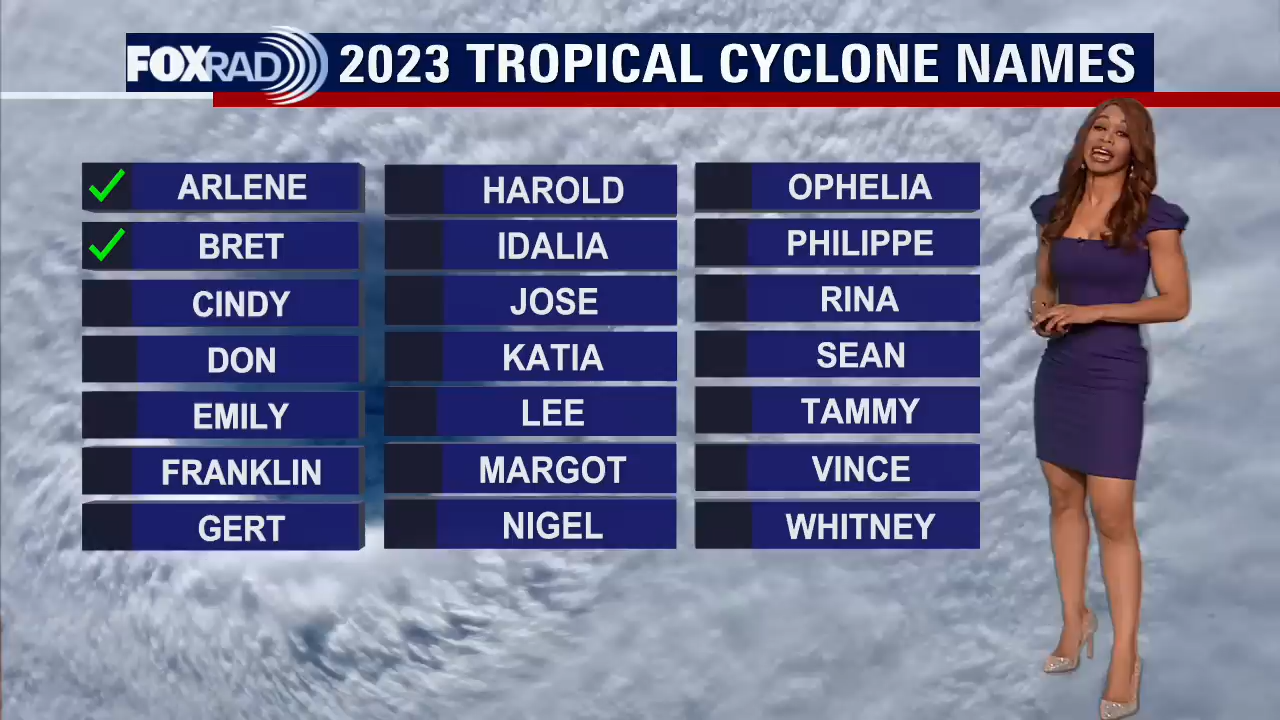 FOXRAD 2023 TROPICAL CYCLONE NAMES
ARLENE
BRET
CINDY
DON
EMILY
FRANKLIN
GERT
HAROLD
IDALIA
JOSE
KATIA
LEE
MARGOT
NIGEL
OPHELIA
PHILIPPE
RINA
SEAN
TAMMY
VINCE
WHITNEY